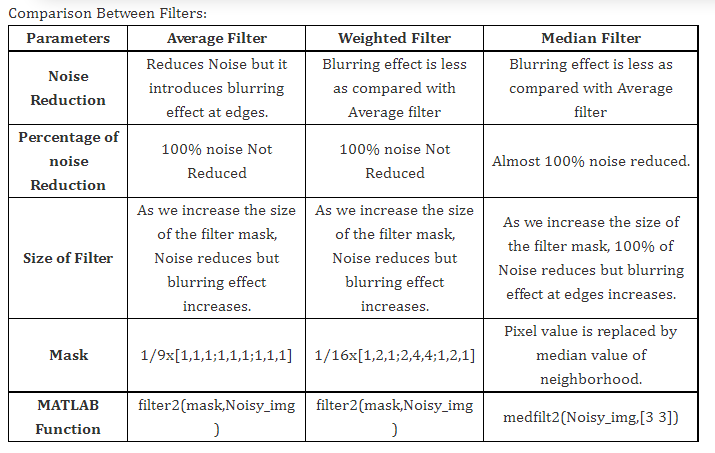 Comparison Between Filters:
Parameters Average Filter Weighted Filter Median Filter
Noise
Reduction
Reduces Noise but it
introduces blurring
effect at edges.
Blurring effect is less
as compared with
Average filter
Blurring effect is less as
compared with Average
filter
Percentage of
noise
Reduction
100% noise Not
Reduced
100% noise Not
Reduced
Almost 100% noise reduced.
Size of Filter
As we increase the size
of the filter mask,
Noise reduces but
blurring effect
increases.
As we increase the size
of the filter mask,
Noise reduces but
blurring effect
increases.
As we increase the size of
the filter mask, 100% of
Noise reduces but blurring
effect at edges increases.
Mask
1/9x[1,1,1;1,1,1;1,1,1]
1/16x[1,2,1;2,4,4;1,2,1]
Pixel value is replaced by
median value of
neighborhood.
MATLAB
Function
filter2(mask,Noisy_img
)
filter2(mask,Noisy_img
)
medfilt2(Noisy_img,[3 3])